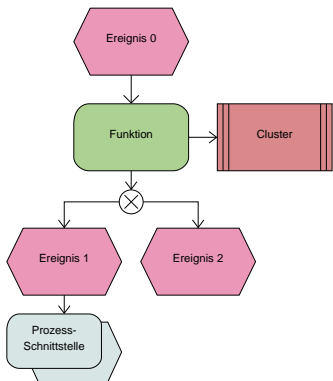 Ereignis 0
Funktion
Cluster
Ereignis 1
Ereignis 2
Prozess-
Schnittstelle